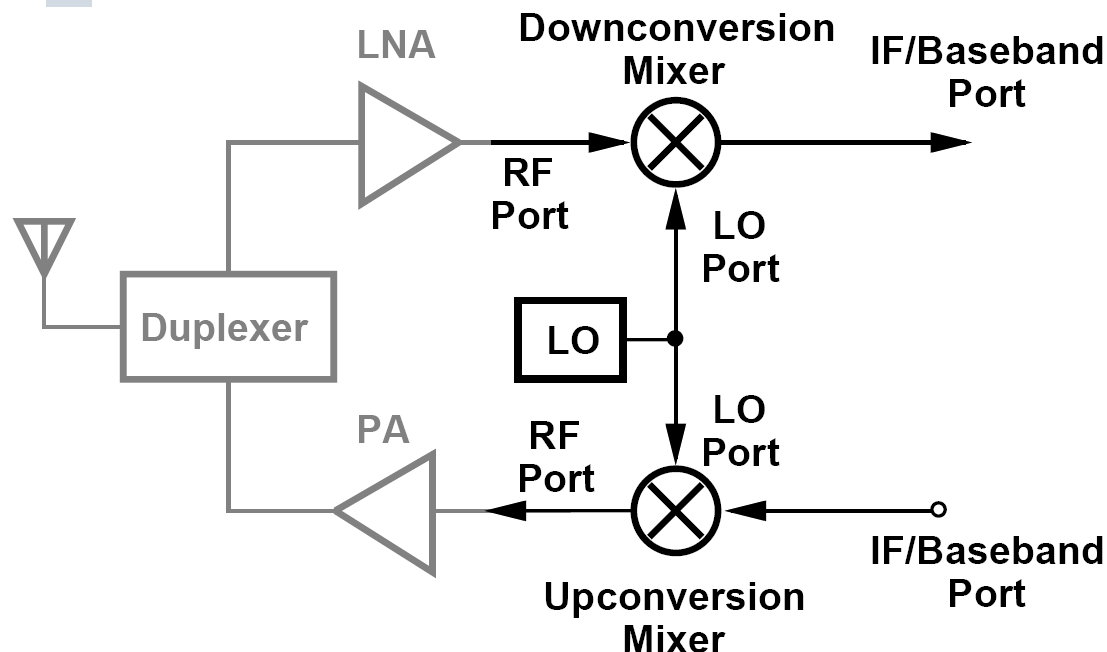 LNA
Downconversion
Mixer
IF/Baseband
Port
RF
Port
LO
Port
Duplexer
LO
PA
RF
Port
LO
Port
IF/Baseband
Port
Upconversion
Mixer